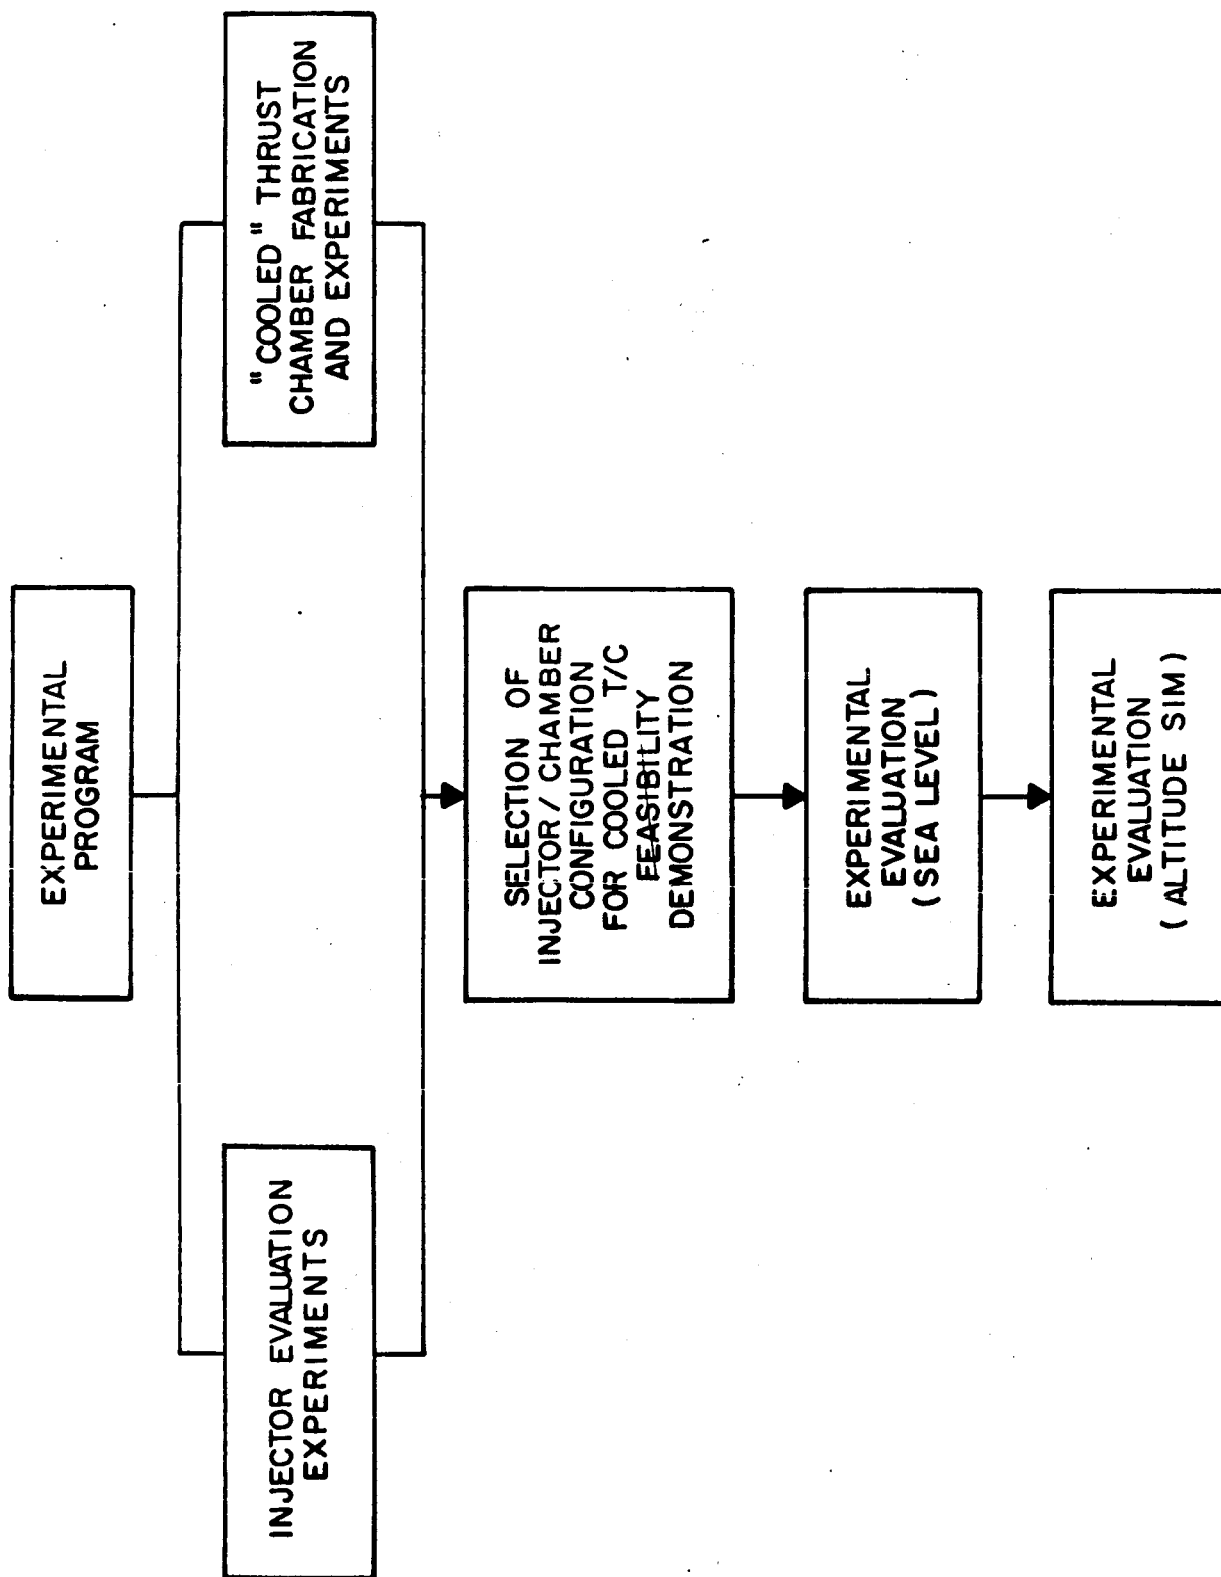 EXPERIMENTAL
PROGRAM
INJECTOR EVALUATION
EXPERIMENTS
"COOLED" THRUST
CHAMBER FABRICATION
AND EXPERIMENTS
SELECTION OF
INJECTOR/CHAMBER
CONFIGURATION
FOR COOLED T/C
FEASIBILITY
DEMONSTRATION
EXPERIMENTAL
EVALUATION
(SEA LEVEL)
EXPERIMENTAL
EVALUATION
(ALTITUDE SIM)